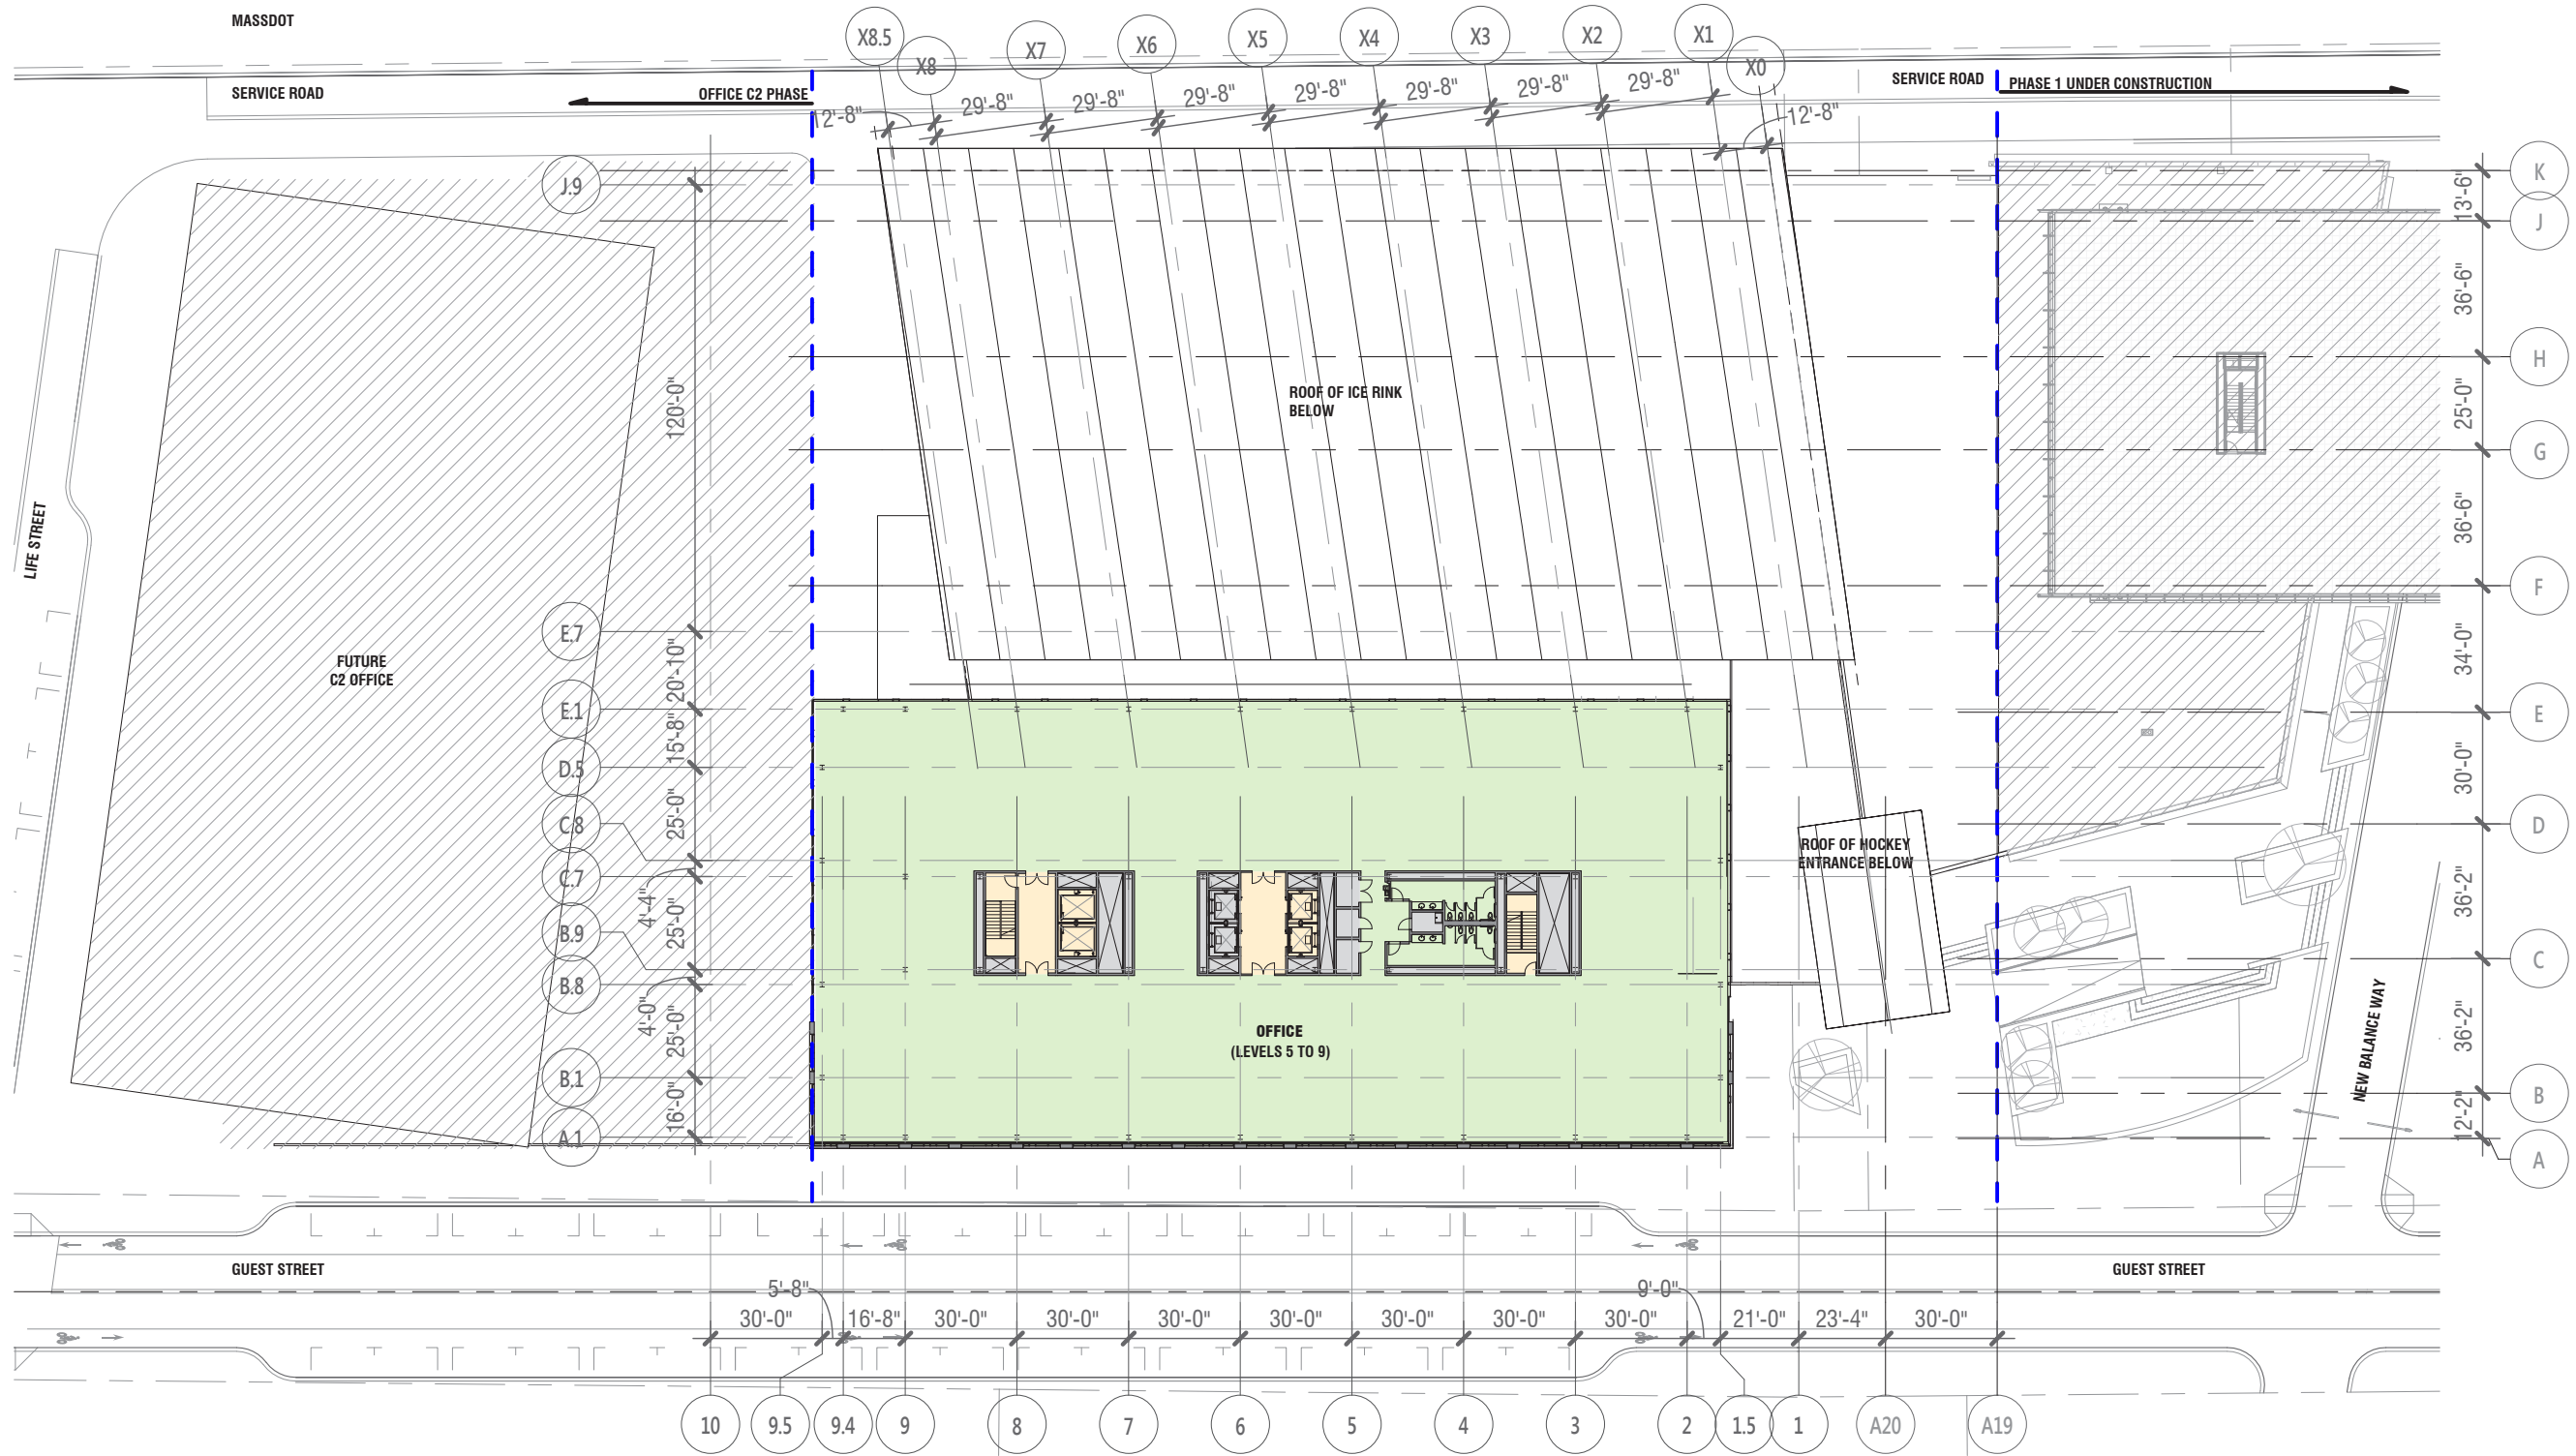 MASSDOT
X8.5
X8
X7
X6
X5
X4
X3
X2
X1
X0
SERVICE ROAD
OFFICE C2 PHASE
SERVICE ROAD
PHASE 1 UNDER CONSTRUCTION
12'-8"
29'-8"
29'-8"
29'-8"
29'-8"
29'-8"
29'-8"
29'-8"
12'-8"
J.9
E.7
E.1
D.5
C.8
C.7
B.9
B.8
B.1
A.1
120'-0"
20'-10"
15'-8"
25'-0"
4'-4"
25'-0"
4'-0"
25'-0"
16'-0"
K
J
H
G
F
E
D
C
B
A
13'-6"
36'-6"
25'-0"
36'-6"
34'-0"
30'-0"
36'-2"
36'-2"
12'-2"
LIFE STREET
FUTURE
C2 OFFICE
ROOF OF ICE RINK
BELOW
ROOF OF HOCKEY
ENTRANCE BELOW
OFFICE
(LEVELS 5 TO 9)
NEW BALANCE WAY
GUEST STREET
GUEST STREET
5'-8"
9'-0"
30'-0"
16'-8"
30'-0"
30'-0"
30'-0"
30'-0"
30'-0"
30'-0"
30'-0"
21'-0"
23'-4"
30'-0"
10
9.5
9.4
9
8
7
6
5
4
3
2
1.5
1
A20
A19